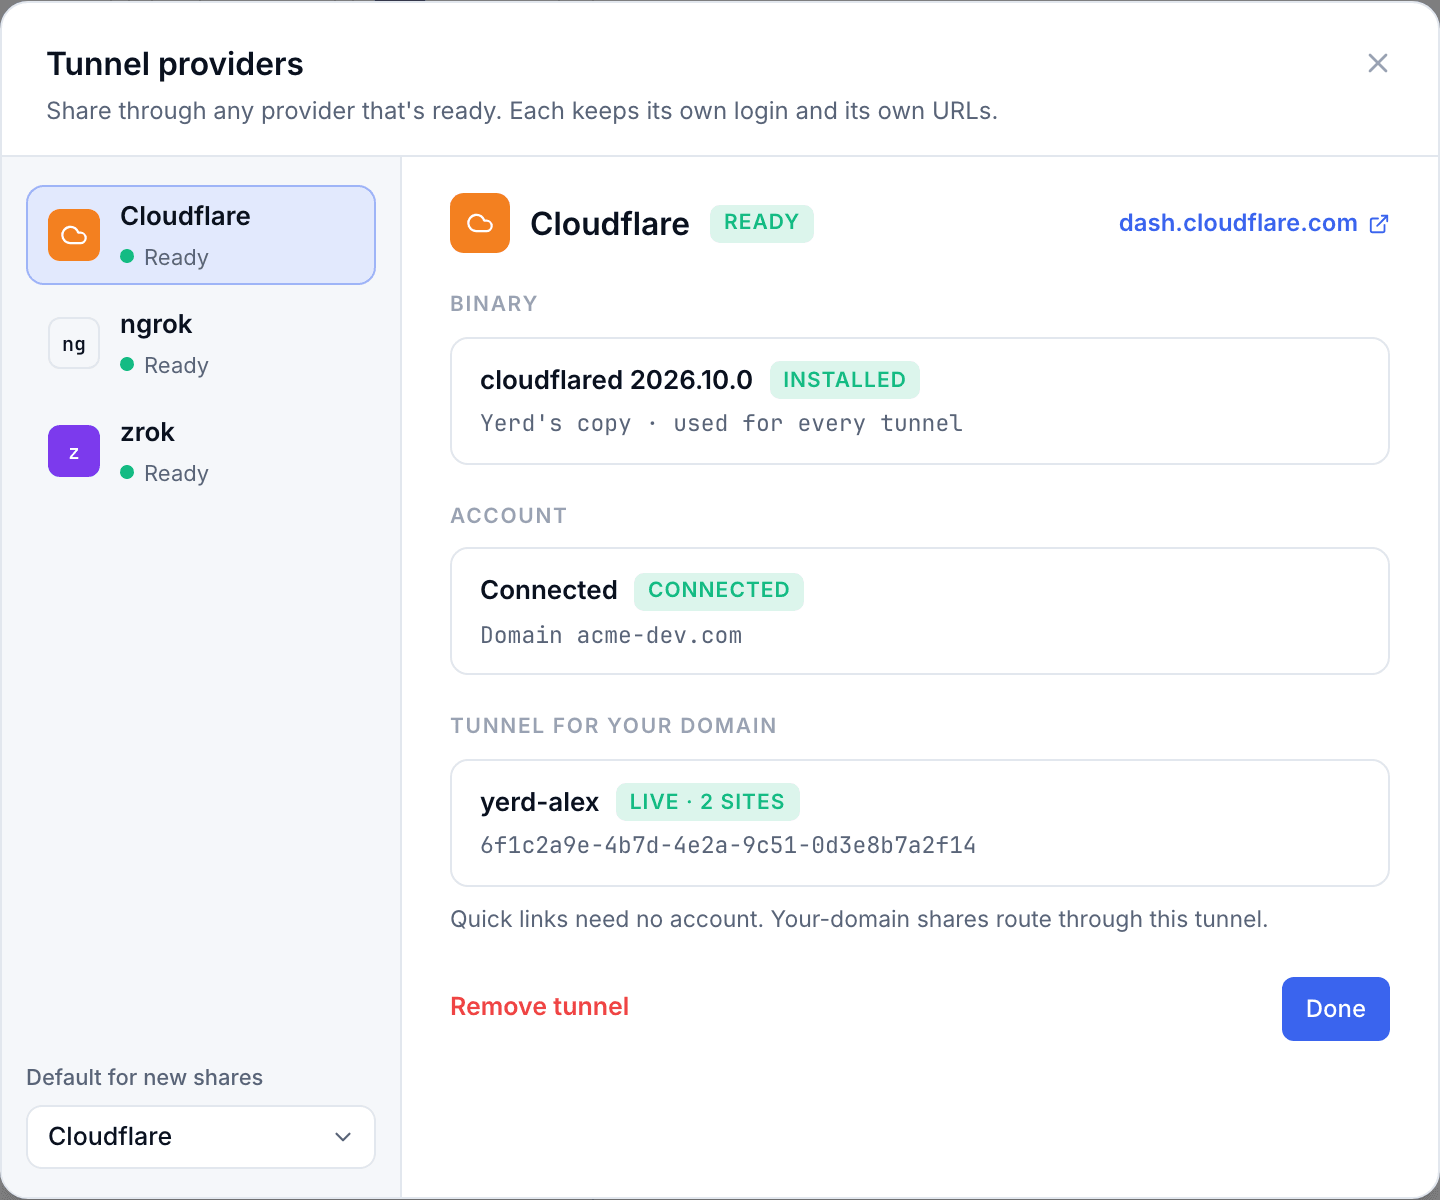 Tunnel providers
Share through any provider that's ready. Each keeps its own login and its own URLs.
Cloudflare
Ready
ng
ngrok
Ready
z
zrok
Ready
Default for new shares
Cloudflare
Cloudflare READY dash.cloudflare.com
BINARY
cloudflared 2026.10.0 INSTALLED
Yerd's copy · used for every tunnel
ACCOUNT
Connected CONNECTED
Domain acme-dev.com
TUNNEL FOR YOUR DOMAIN
yerd-alex LIVE · 2 SITES
6f1c2a9e-4b7d-4e2a-9c51-0d3e8b7a2f14
Quick links need no account. Your-domain shares route through this tunnel.
Remove tunnel Done